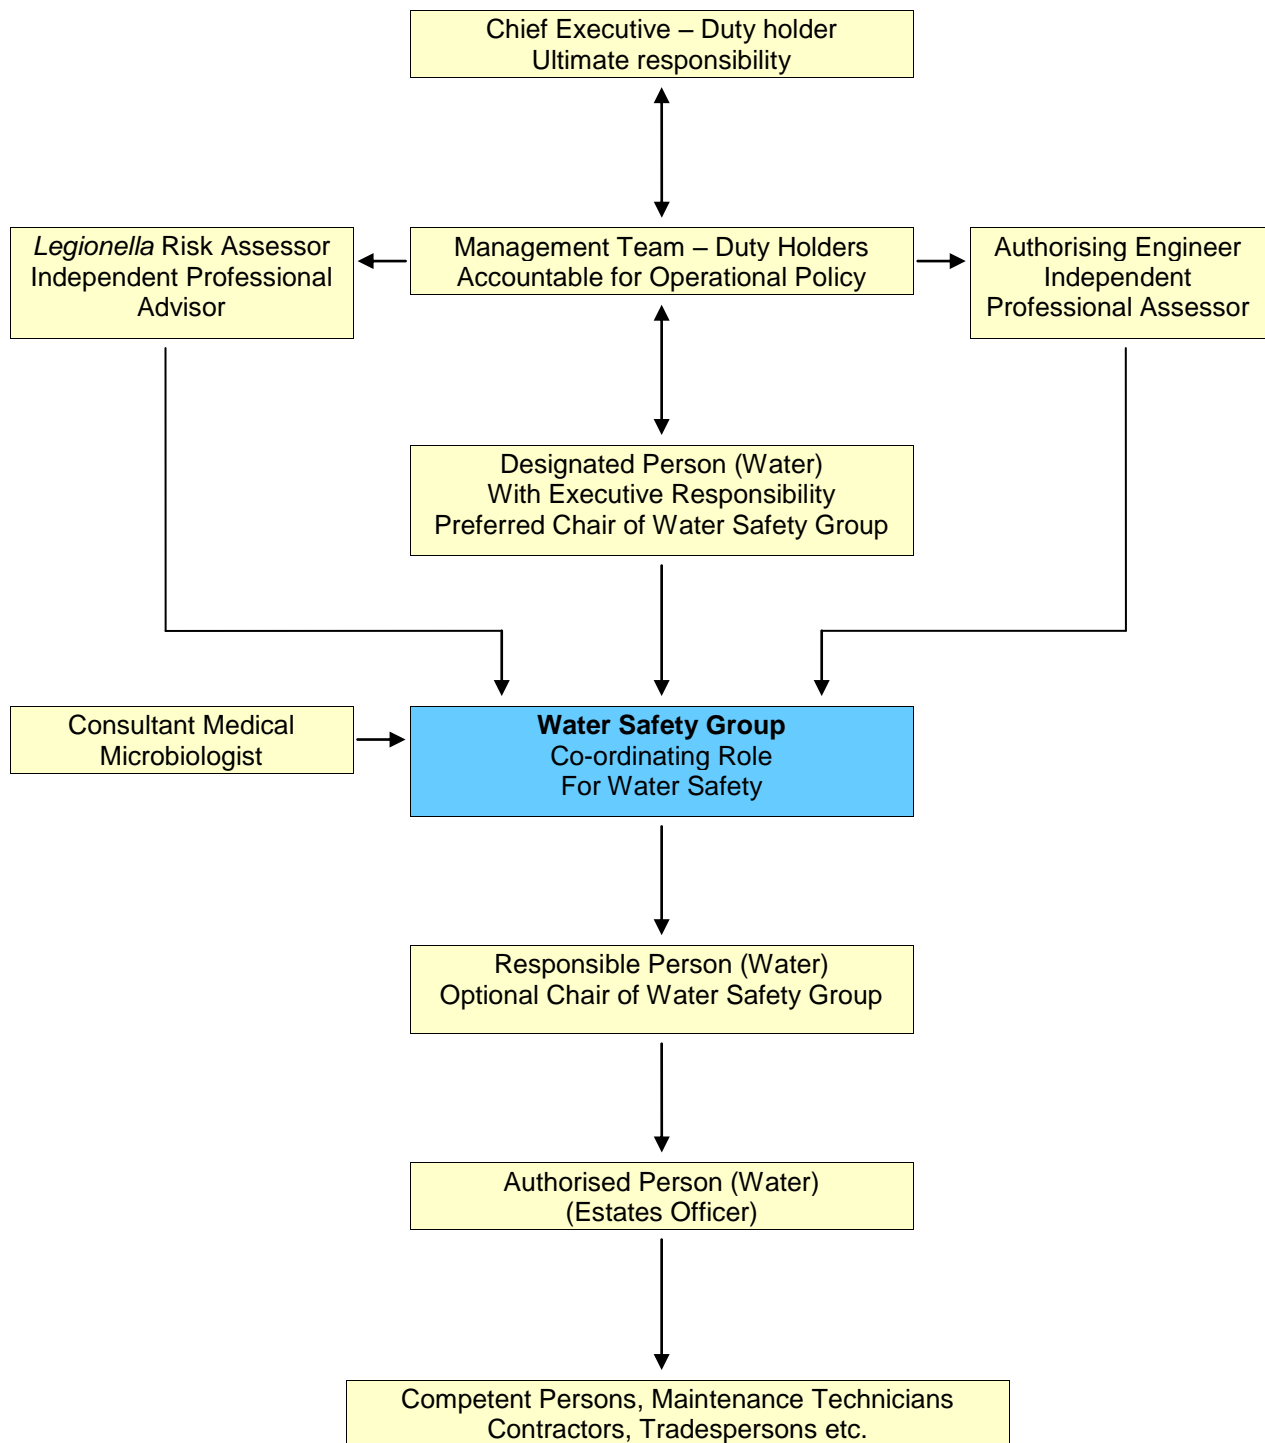 Chief Executive – Duty holder
Ultimate responsibility
Legionella Risk Assessor
Independent Professional
Advisor
Management Team – Duty Holders
Accountable for Operational Policy
Authorising Engineer
Independent
Professional Assessor
Designated Person (Water)
With Executive Responsibility
Preferred Chair of Water Safety Group
Consultant Medical
Microbiologist
Water Safety Group
Co-ordinating Role
For Water Safety
Responsible Person (Water)
Optional Chair of Water Safety Group
Authorised Person (Water)
(Estates Officer)
Competent Persons, Maintenance Technicians
Contractors, Tradespersons etc.